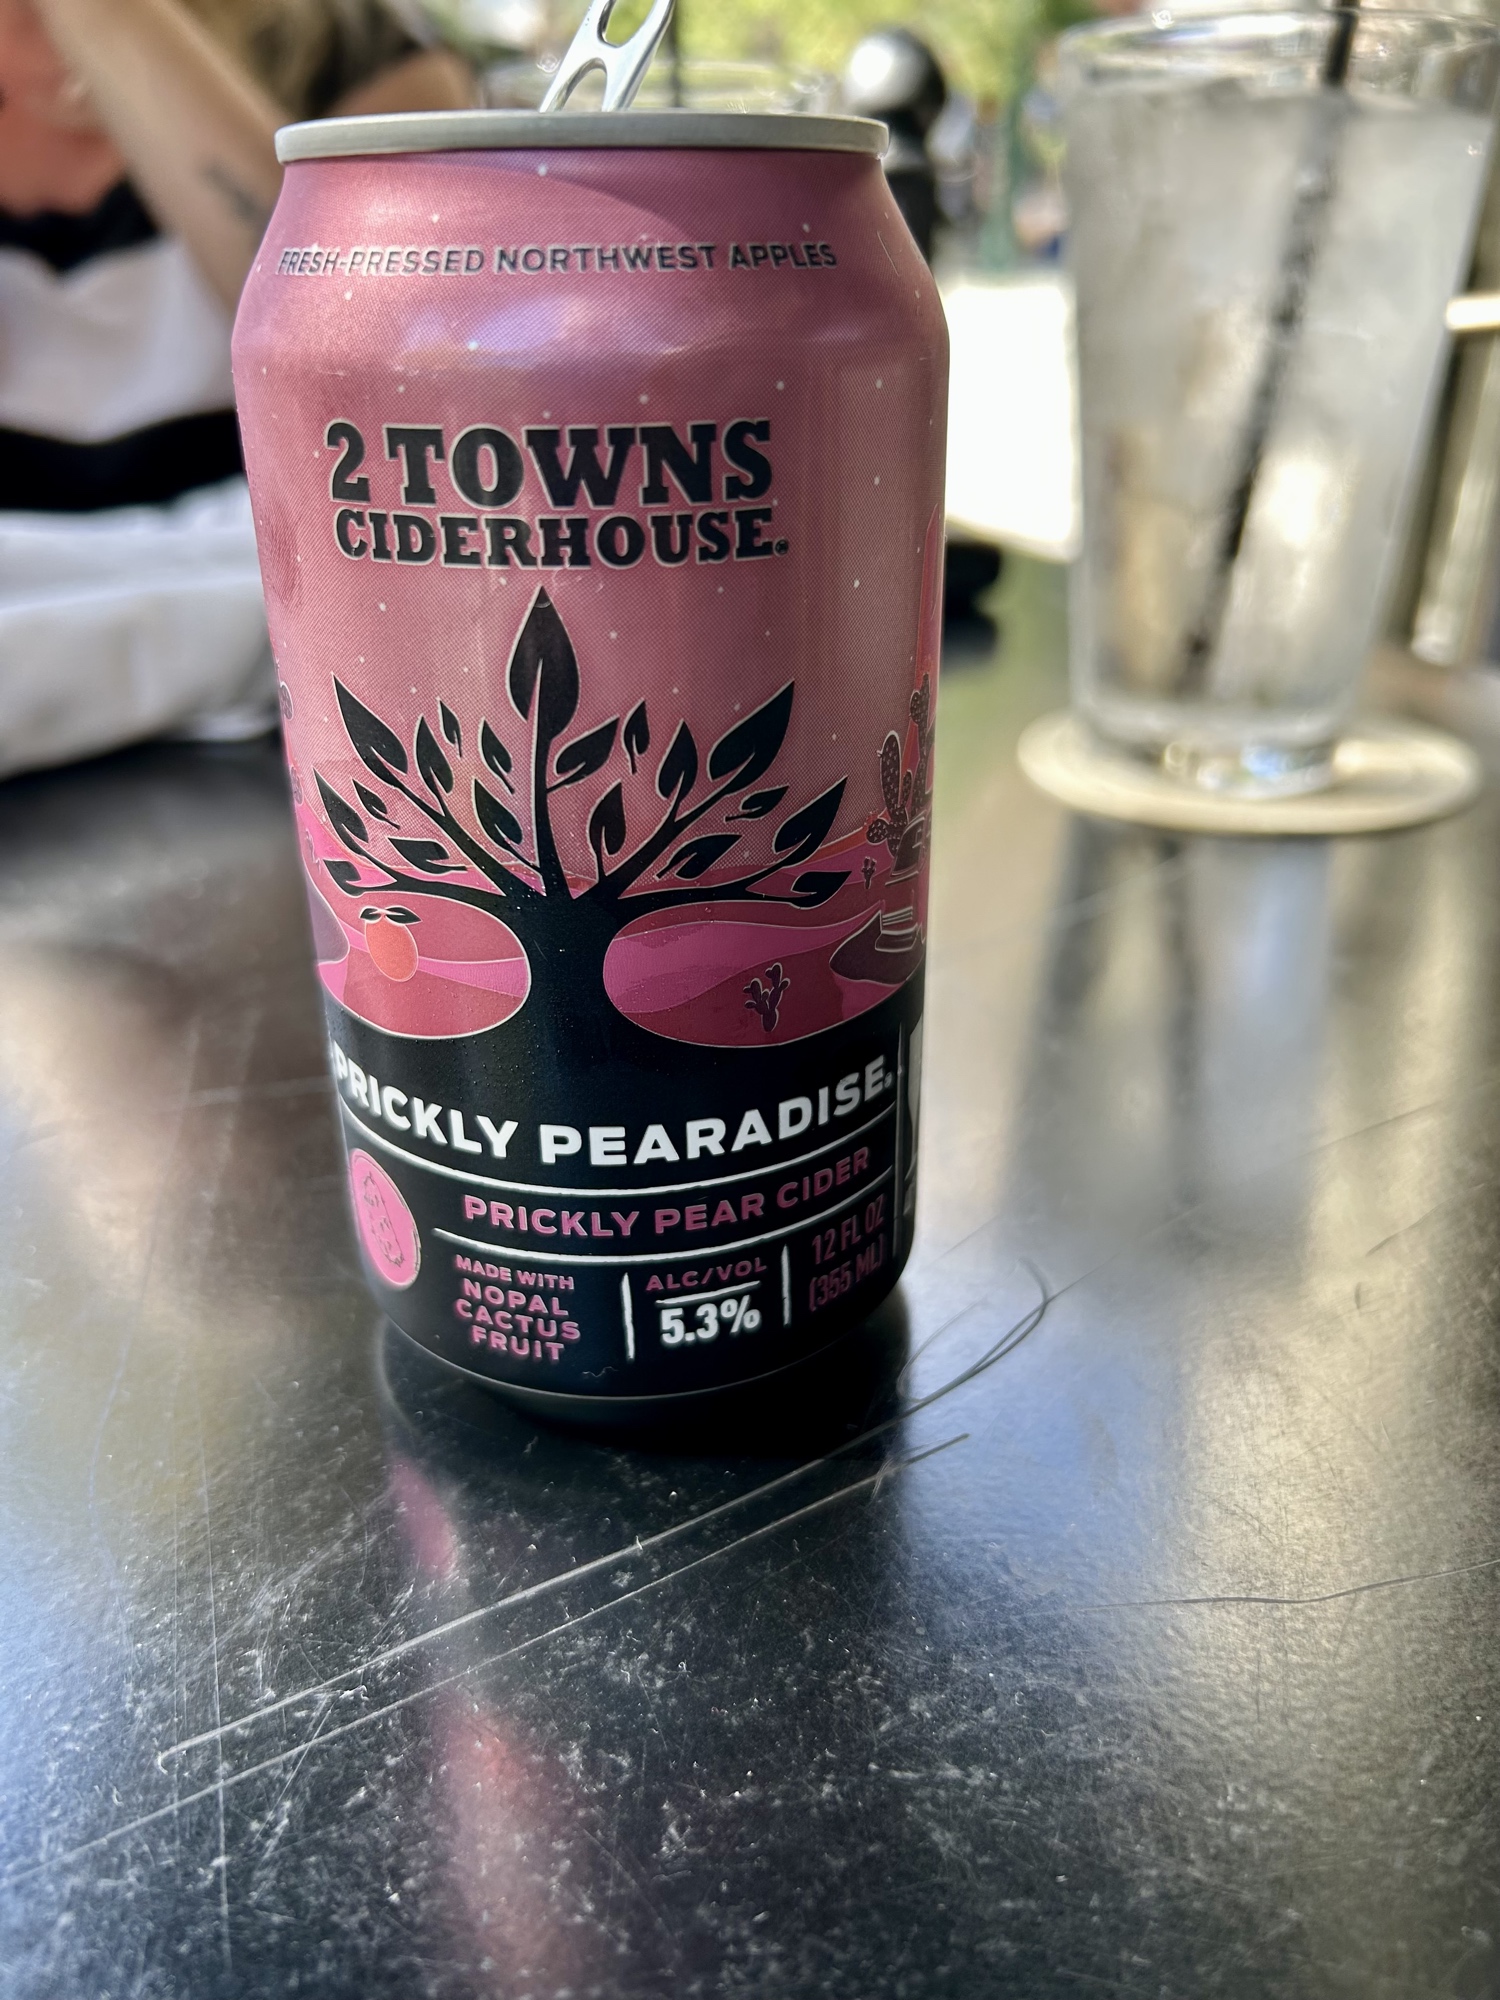 FRESH-PRESSED NORTHWEST APPLES
2 TOWNS
CIDERHOUSE®
PRICKLY PEARADISE.
PRICKLY PEAR CIDER
MADE WITH
NOPAL
CACTUS
FRUIT
ALC/VOL
5.3%
12 FL OZ
(355 ML)